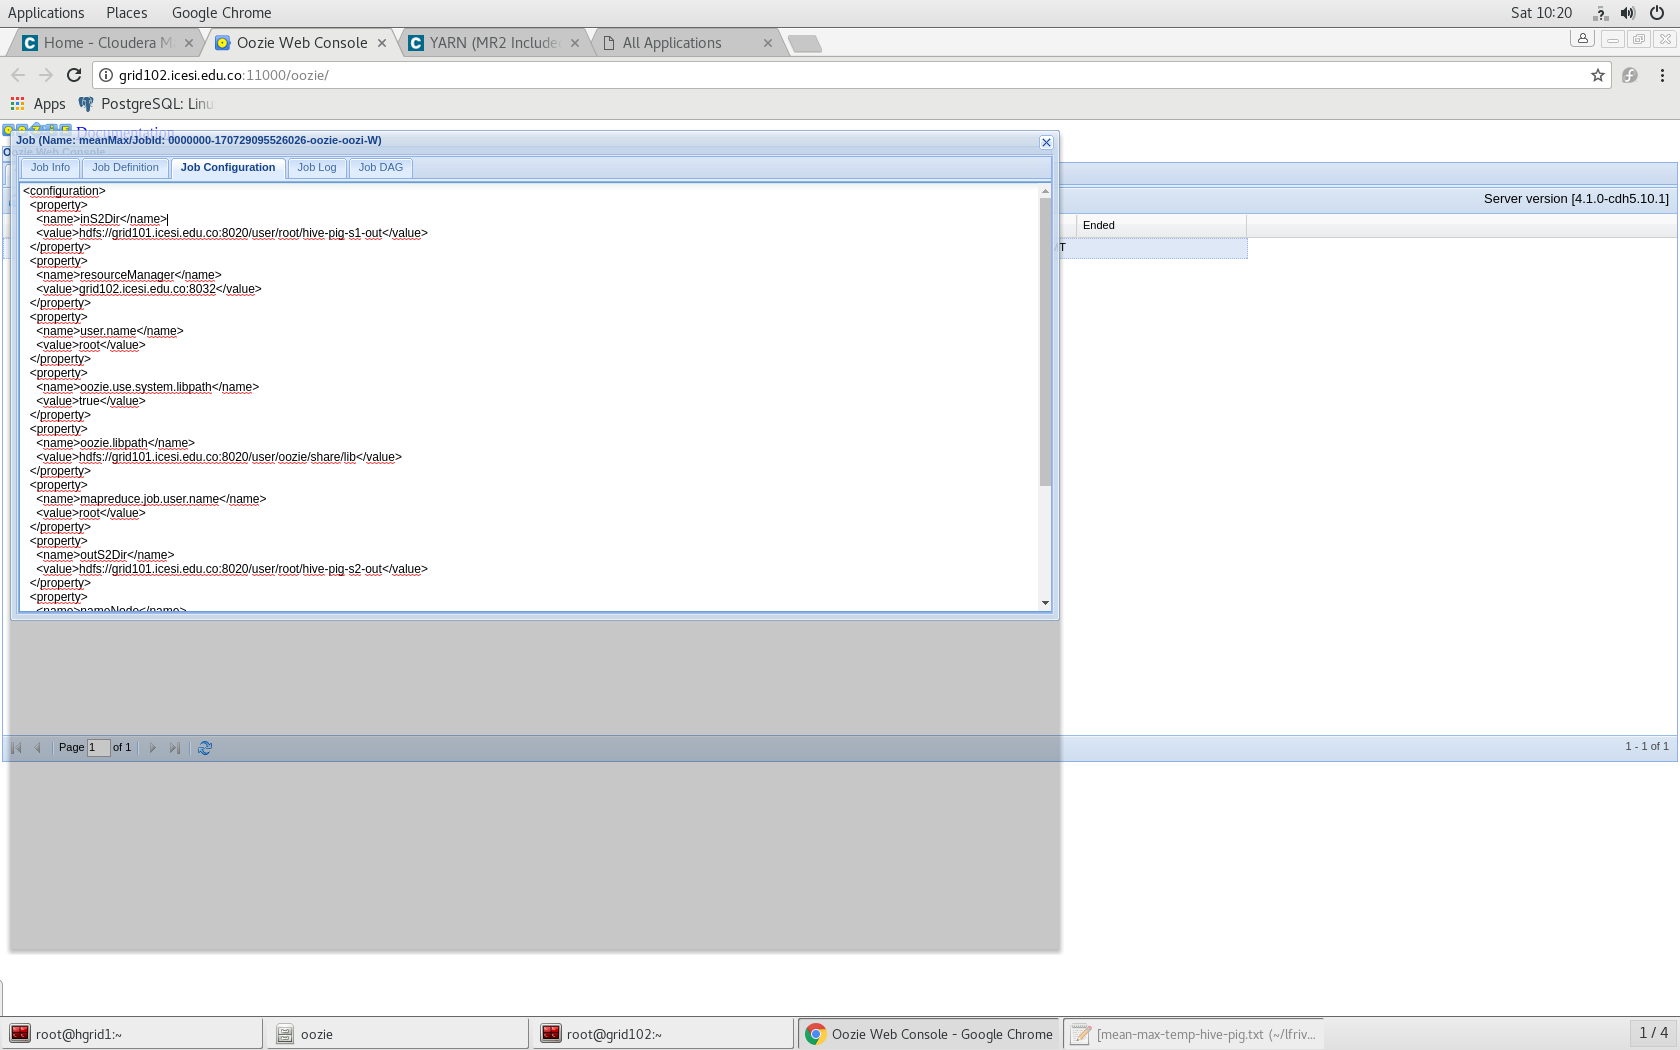 Applications Places Google Chrome Sat 10:20
Home - Cloudera M Oozie Web Console YARN (MR2 Include All Applications
grid102.icesi.edu.co:11000/oozie/
Apps PostgreSQL: Linu
Documentation
Job (Name: meanMax/JobId: 0000000-170729095526026-oozie-oozi-W)
Oozie Web Console
Job Info Job Definition Job Configuration Job Log Job DAG
Server version [4.1.0-cdh5.10.1]
Ended
T
<configuration>
<property>
<name>inS2Dir</name>
<value>hdfs://grid101.icesi.edu.co:8020/user/root/hive-pig-s1-out</value>
</property>
<property>
<name>resourceManager</name>
<value>grid102.icesi.edu.co:8032</value>
</property>
<property>
<name>user.name</name>
<value>root</value>
</property>
<property>
<name>oozie.use.system.libpath</name>
<value>true</value>
</property>
<property>
<name>oozie.libpath</name>
<value>hdfs://grid101.icesi.edu.co:8020/user/oozie/share/lib</value>
</property>
<property>
<name>mapreduce.job.user.name</name>
<value>root</value>
</property>
<property>
<name>outS2Dir</name>
<value>hdfs://grid101.icesi.edu.co:8020/user/root/hive-pig-s2-out</value>
</property>
<property>
<name>nameNode</name>
Page 1 of 1 1 - 1 of 1
root@hgrid1:~ oozie root@grid102:~ Oozie Web Console - Google Chrome [mean-max-temp-hive-pig.txt (~/lfriv... 1 / 4